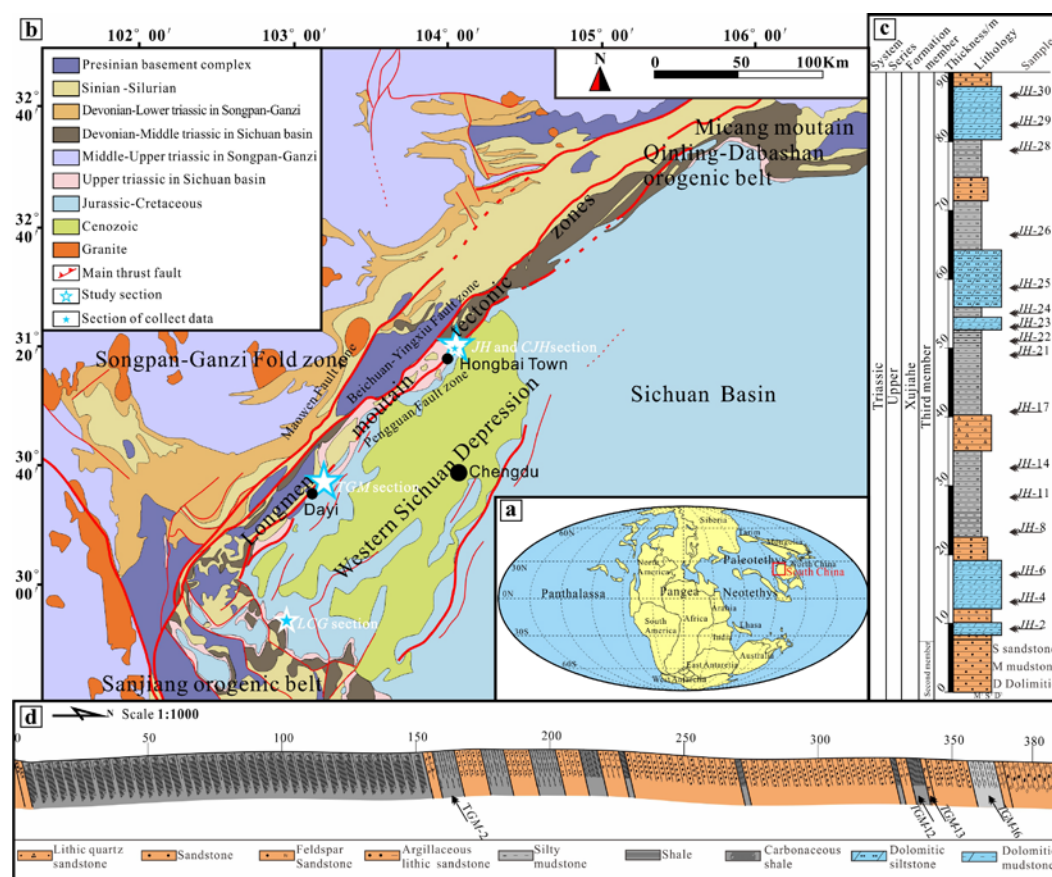 b
102° 00′
103° 00′
104° 00′
105° 00′
106° 00′
N
0 50 100Km
Presinian basement complex
Sinian -Silurian
Devonian-Lower triassic in Songpan-Ganzi
Devonian-Middle triassic in Sichuan basin
Middle-Upper triassic in Songpan-Ganzi
Upper triassic in Sichuan basin
Jurassic-Cretaceous
Cenozoic
Granite
Main thrust fault
Study section
Section of collect data
32° 40′
32° 40′
31° 20′
30° 40′
30° 00′
Micang moutain
Qinling-Dabashan
orogenic belt
Longmen moutain tectonic zones
Songpan-Ganzi Fold zone
Maowen Fault zone
Beichuan-Yingxiu Fault zone
Pengguan Fault zone
JH and CJH section
Hongbai Town
Sichuan Basin
Western Sichuan Depression
Chengdu
TGM section
Dayi
LCG section
Sanjiang orogenic belt
a
60N
30N
0N
30S
60S
Siberia
Tarim
Mongolia
North China
South China
Paleotethys
North America
Panthalassa
Pangea
Neotethys
Arabia
South America
Africa
Lhasa
India
Australia
East Antarctia
West Antarctia
c
System
Series
Formation
member
Thickness/m
Lithology
Sample
Triassic
Upper
Xujiahe
Third member
Second member
90
80
70
60
50
40
30
20
10
0
JH-30
JH-29
JH-28
JH-26
JH-25
JH-24
JH-23
JH-22
JH-21
JH-17
JH-14
JH-11
JH-8
JH-6
JH-4
JH-2
S sandstone
M mudstone
D Dolimitic
M S D
d
N Scale 1:1000
0 50 100 150 200 250 300 350 380
TGM-2
TGM-12
TGM-13
TGM-16
Lithic quartz sandstone
Sandstone
Feldspar Sandstone
Argillaceous lithic sandstone
Silty mudstone
Shale
Carbonaceous shale
Dolomitic siltstone
Dolomitic mudstone